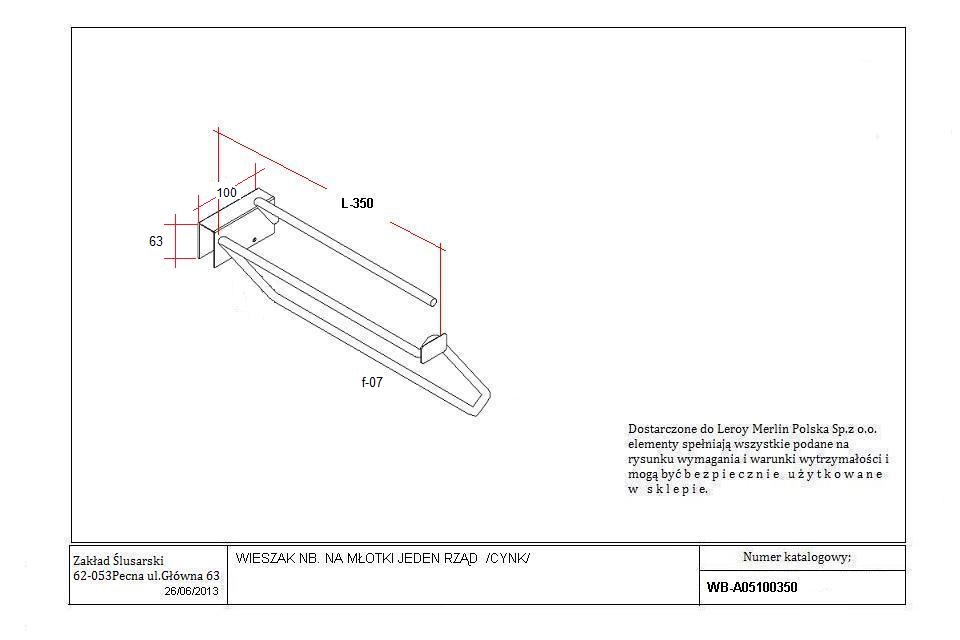 100
L-350
63
f-07
Dostarczone do Leroy Merlin Polska Sp.z o.o.
elementy spełniają wszystkie podane na
rysunku wymagania i warunki wytrzymałości i
mogą być b e z p i e c z n i e u ż y t k o w a n e
w s k l e p i e.
Zakład Ślusarski
62-053Pecna ul.Główna 63
26/06/2013
WIESZAK NB. NA MŁOTKI JEDEN RZĄD /CYNK/
Numer katalogowy;
WB-A05100350